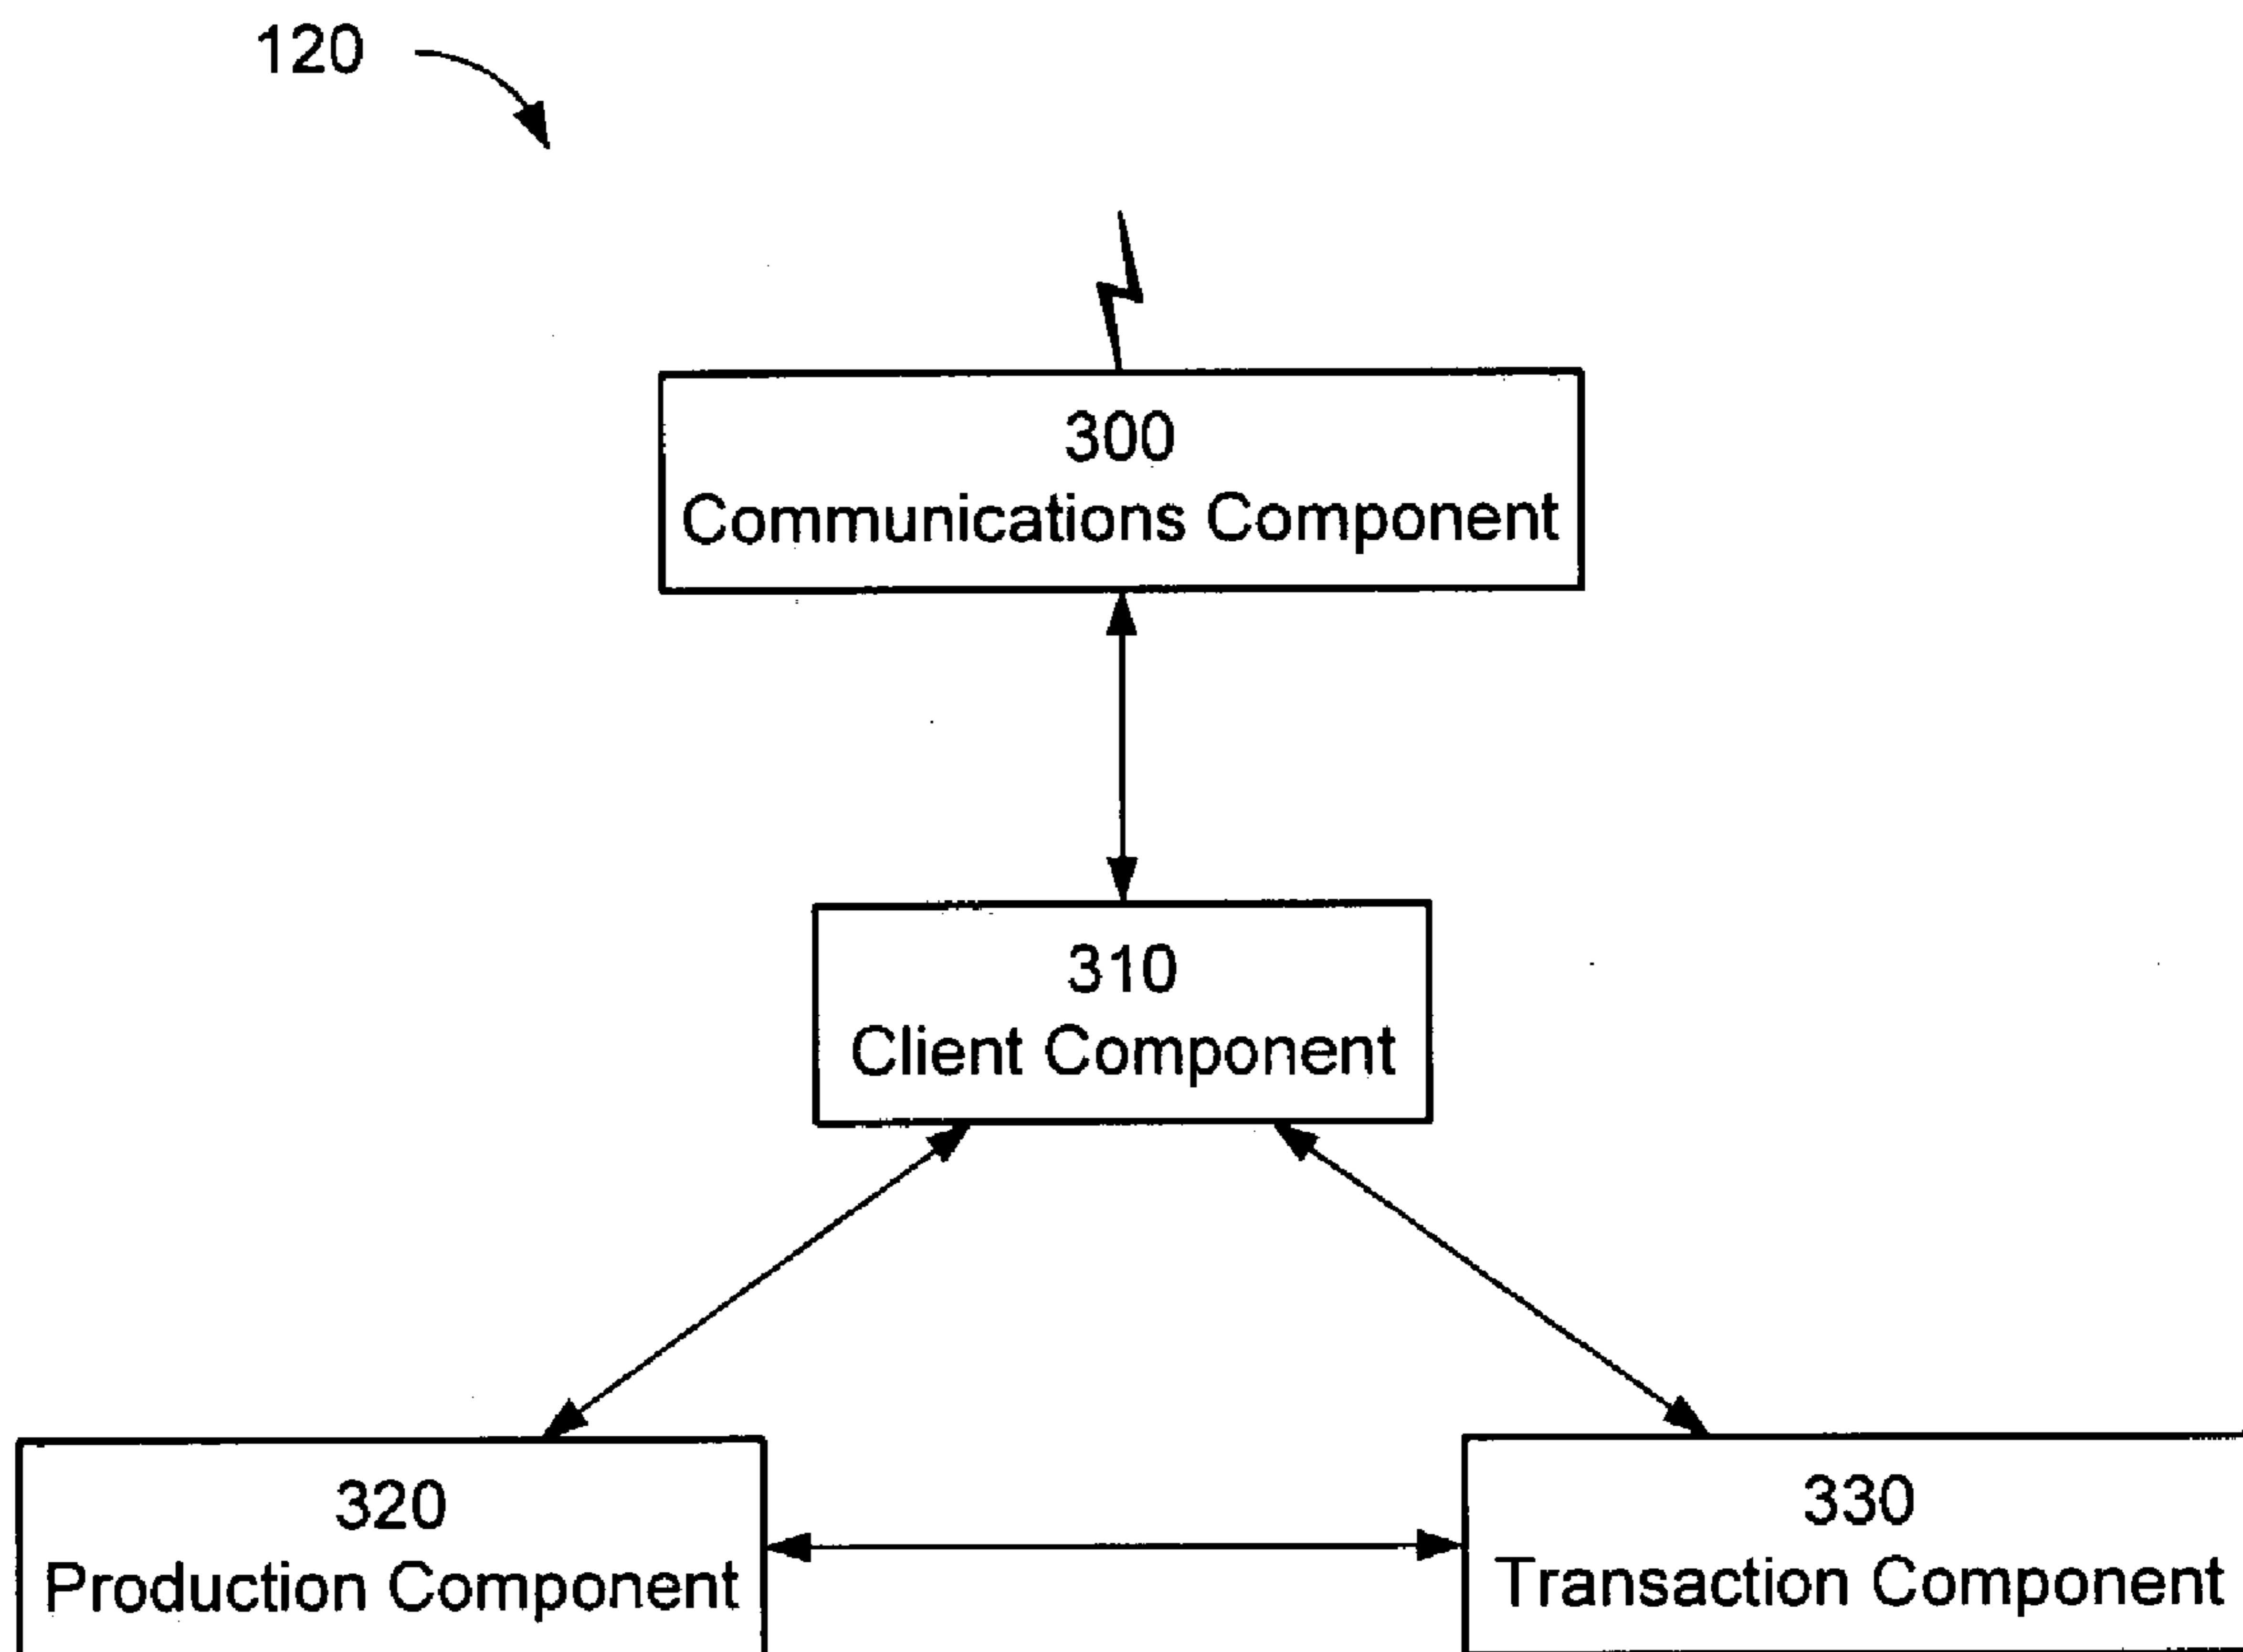 120
300
Communications Component
310
Client Component
320
Production Component
330
Transaction Component